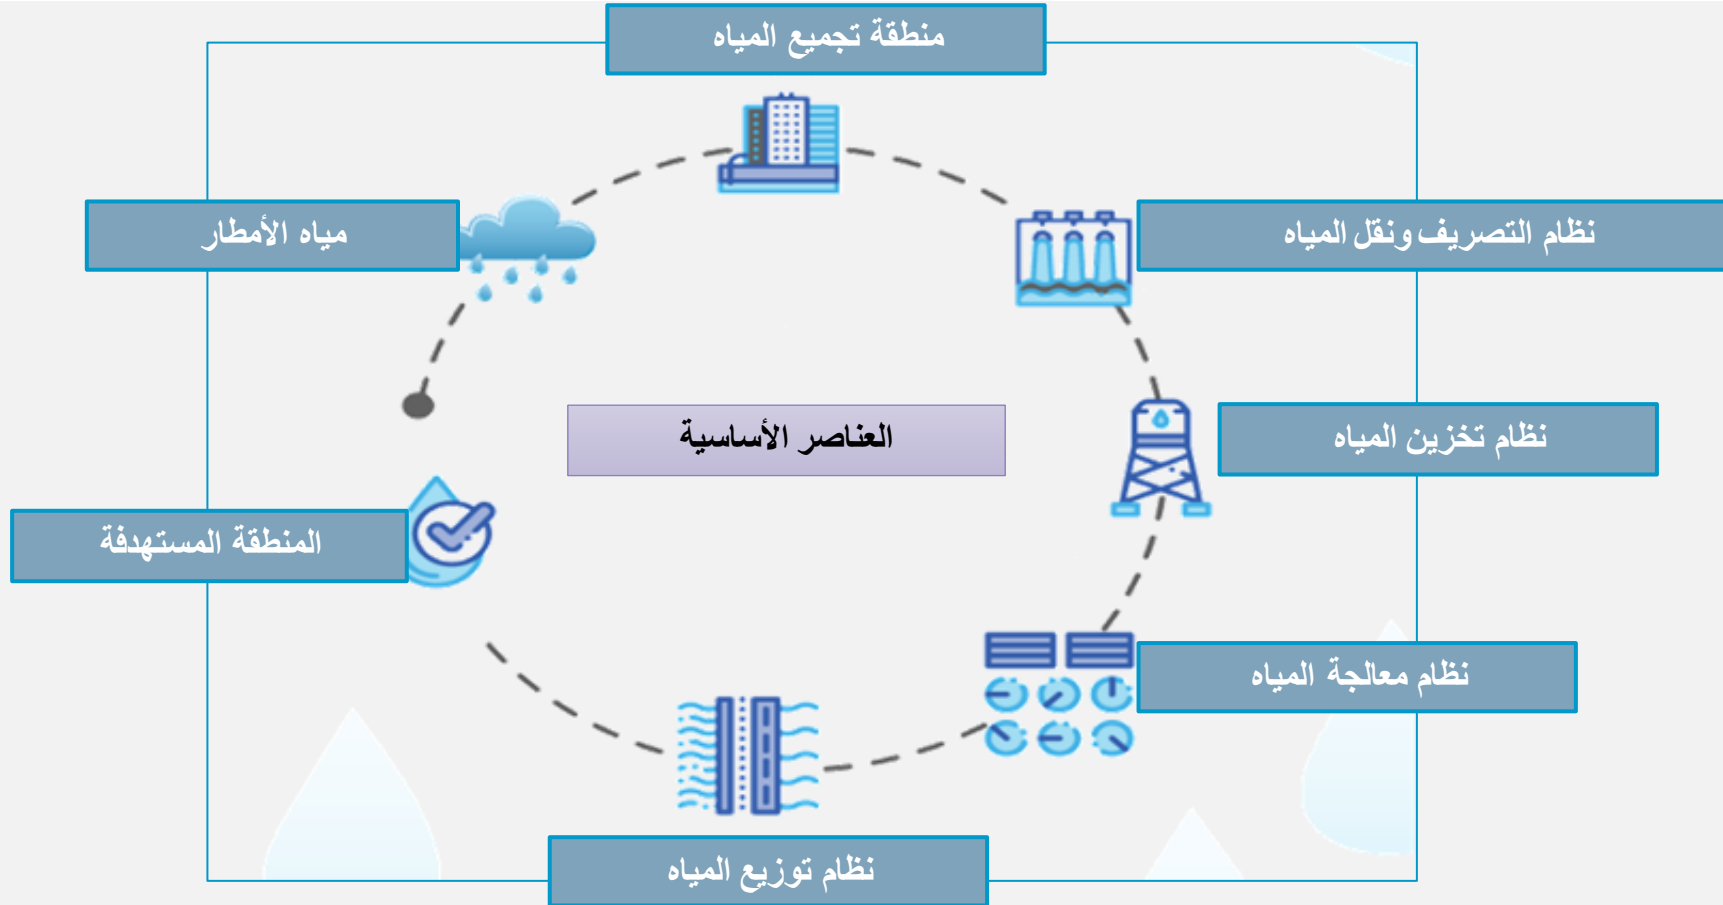 منطقة تجميع المياه
مياه الأمطار
نظام التصريف ونقل المياه
العناصر الأساسية
نظام تخزين المياه
المنطقة المستهدفة
نظام معالجة المياه
نظام توزيع المياه